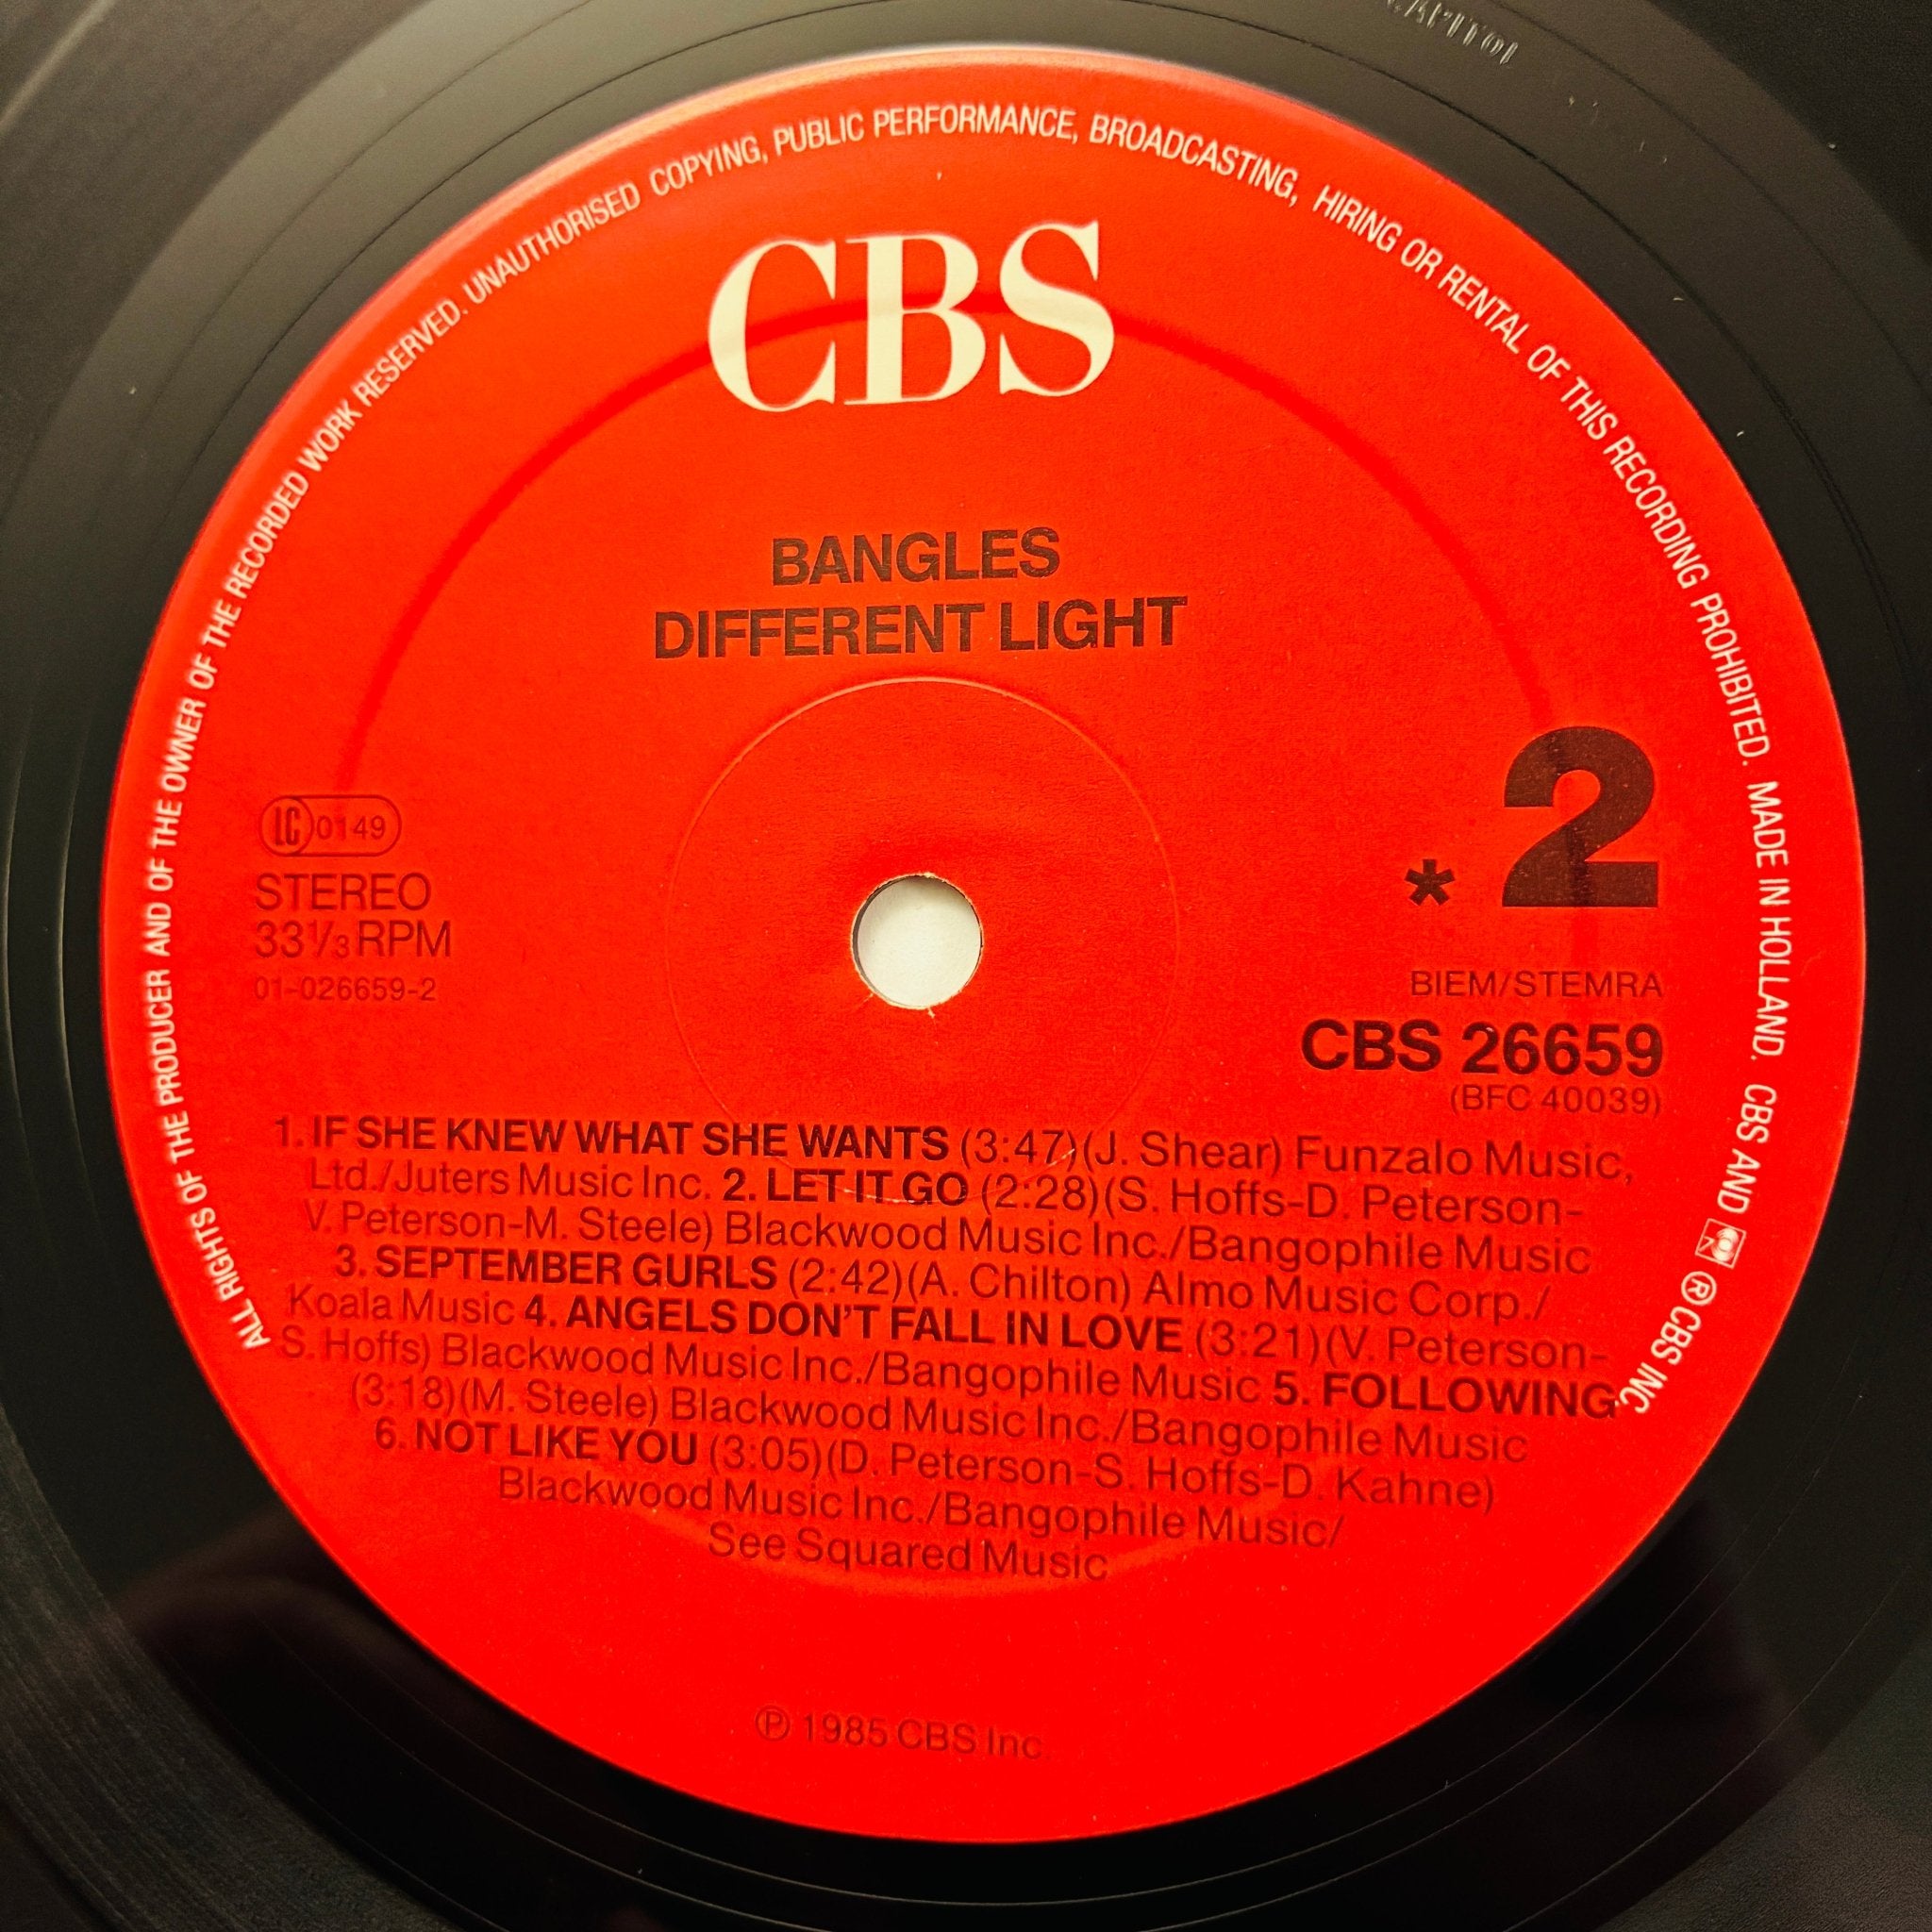 CAPITOL
ALL RIGHTS OF THE PRODUCER AND OF THE OWNER OF THE RECORDED WORK RESERVED. UNAUTHORISED COPYING, PUBLIC PERFORMANCE, BROADCASTING, HIRING OR RENTAL OF THIS RECORDING PROHIBITED. MADE IN HOLLAND. CBS AND ® CBS INC.
CBS
BANGLES
DIFFERENT LIGHT
LC 0149
STEREO
33⅓ RPM
01-026659-2
* 2
BIEM/STEMRA
CBS 26659
(BFC 40039)
1. IF SHE KNEW WHAT SHE WANTS (3:47)(J. Shear) Funzalo Music,
Ltd./Juters Music Inc. 2. LET IT GO (2:28)(S. Hoffs-D. Peterson-
V. Peterson-M. Steele) Blackwood Music Inc./Bangophile Music
3. SEPTEMBER GURLS (2:42)(A. Chilton) Almo Music Corp./
Koala Music 4. ANGELS DON'T FALL IN LOVE (3:21)(V. Peterson-
S. Hoffs) Blackwood Music Inc./Bangophile Music 5. FOLLOWING
(3:18)(M. Steele) Blackwood Music Inc./Bangophile Music
6. NOT LIKE YOU (3:05)(D. Peterson-S. Hoffs-D. Kahne)
Blackwood Music Inc./Bangophile Music/
See Squared Music
℗ 1985 CBS Inc